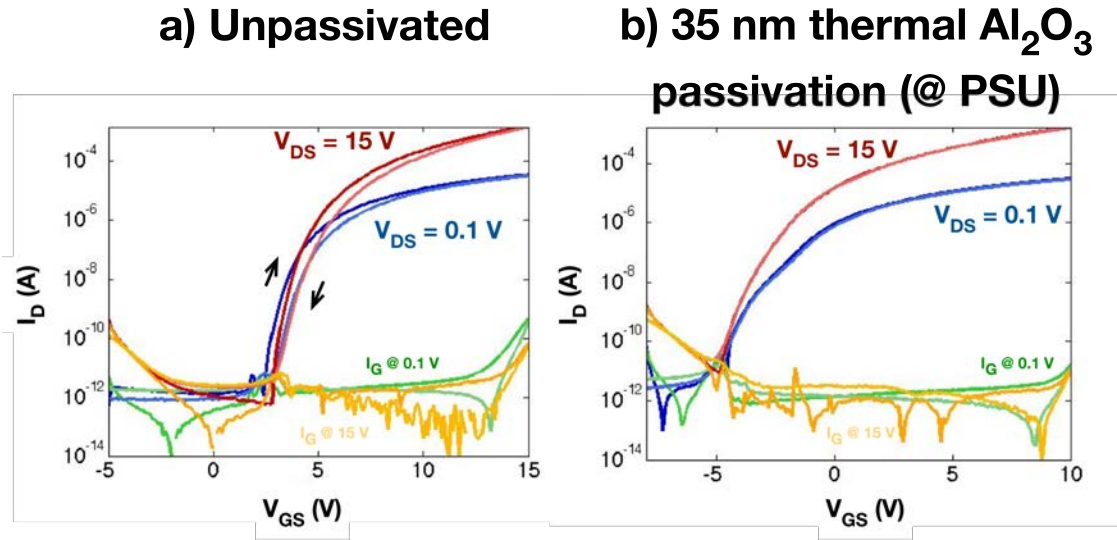 a) Unpassivated
b) 35 nm thermal Al2O3
passivation (@ PSU)
VDS = 15 V
VDS = 0.1 V
IG @ 0.1 V
IG @ 15 V
10-4
10-6
10-8
10-10
10-12
10-14
ID (A)
-5 0 5 10 15
VGS (V)
VDS = 15 V
VDS = 0.1 V
IG @ 0.1 V
IG @ 15 V
10-4
10-6
10-8
10-10
10-12
10-14
ID (A)
-5 0 5 10
VGS (V)